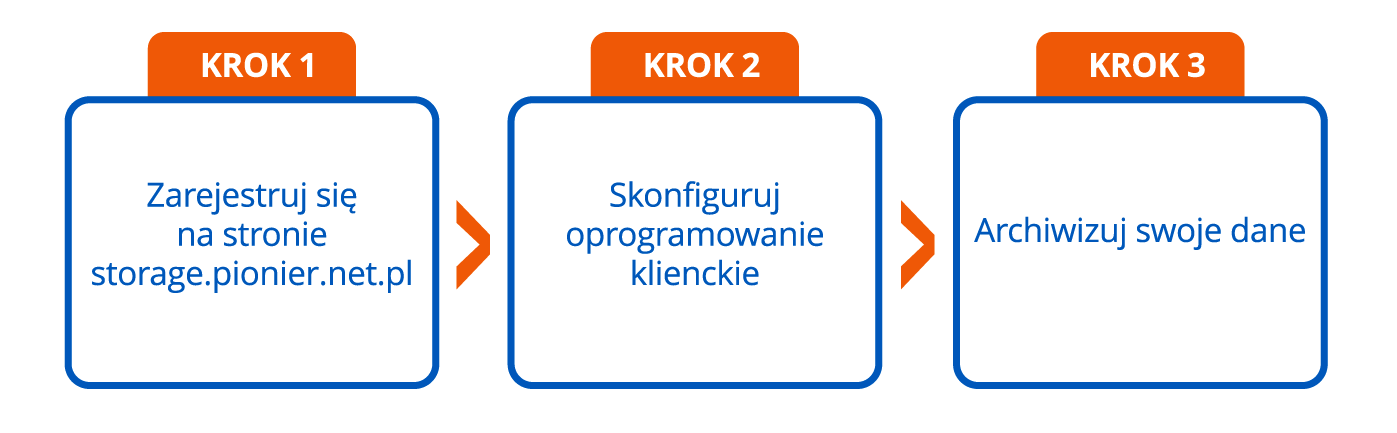 KROK 1
Zarejestruj się
na stronie
storage.pionier.net.pl
KROK 2
Skonfiguruj
oprogramowanie
klienckie
KROK 3
Archiwizuj swoje dane